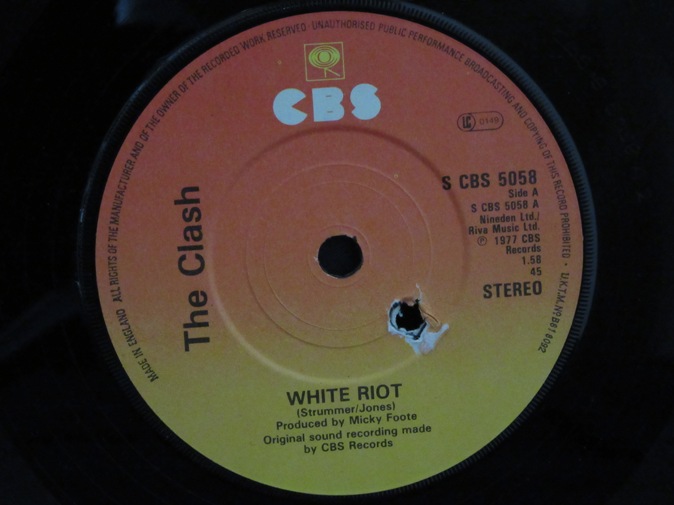 MADE IN ENGLAND ALL RIGHTS OF THE MANUFACTURER AND OF THE OWNER OF THE RECORDED WORK RESERVED. UNAUTHORISED PUBLIC PERFORMANCE BROADCASTING AND COPYING OF THIS RECORD PROHIBITED • U.K.T.M. Nº B618092
CBS
LC 0149
The Clash
S CBS 5058
Side A
S CBS 5058 A
Nineden Ltd./
Riva Music Ltd.
℗ 1977 CBS
Records
1.58
45
STEREO
WHITE RIOT
(Strummer/Jones)
Produced by Micky Foote
Original sound recording made
by CBS Records